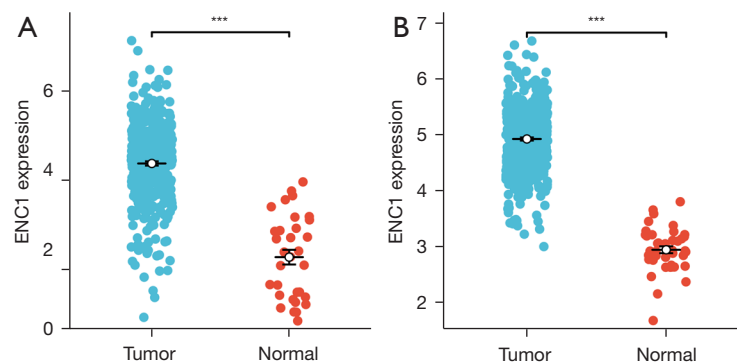 A
***
ENC1 expression
6
4
2
0
Tumor Normal
B
***
ENC1 expression
7
6
5
4
3
2
Tumor Normal